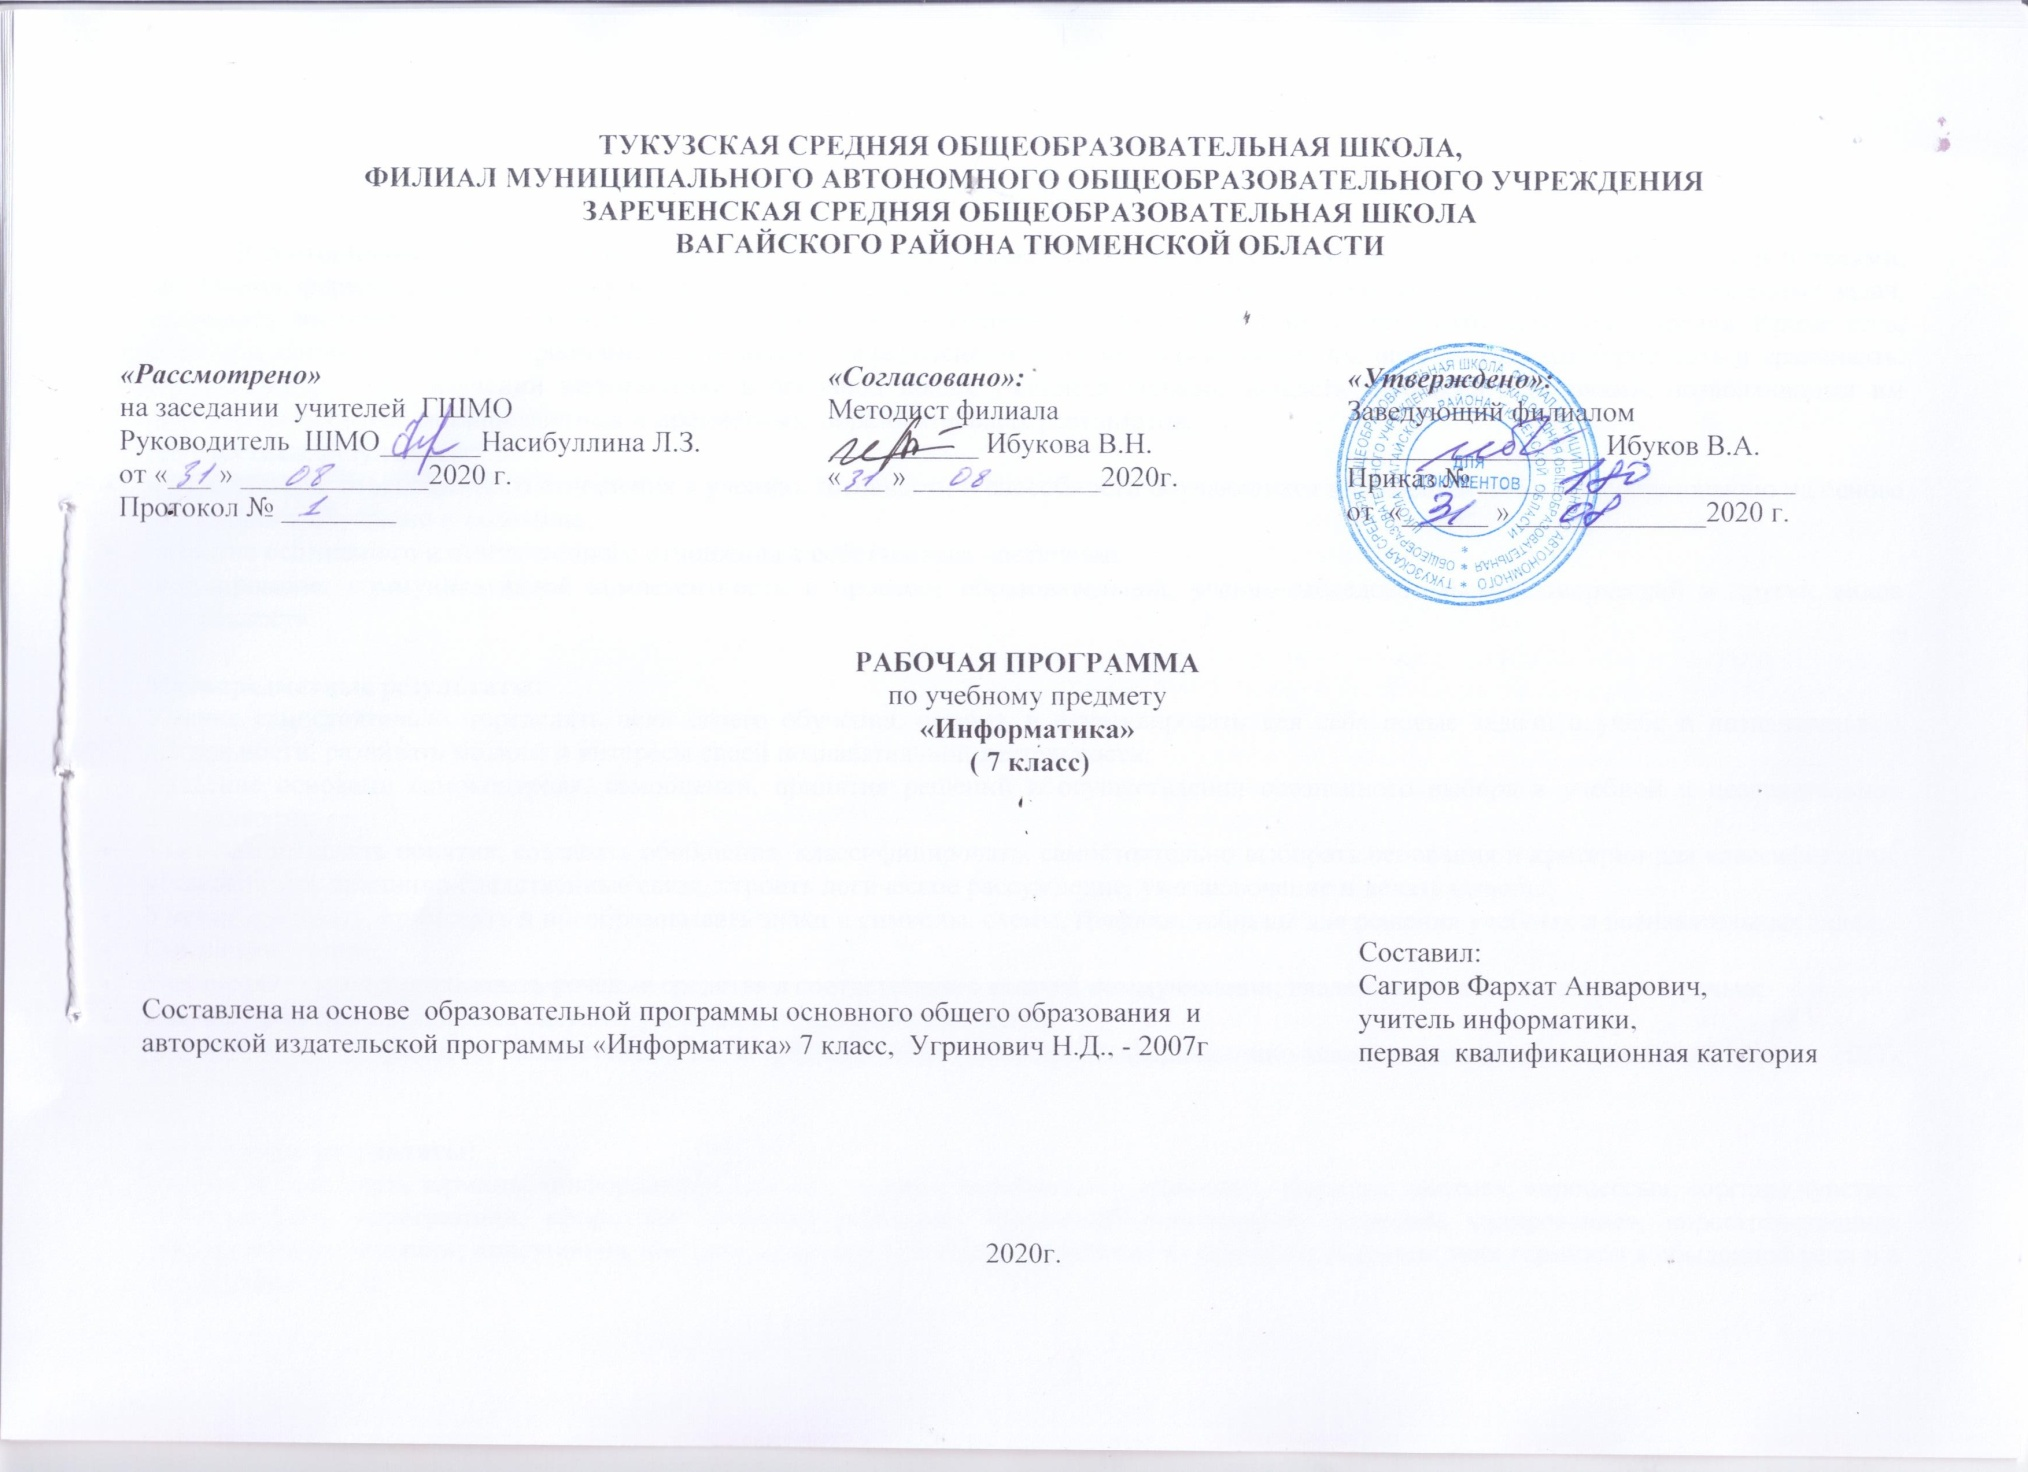 ТУКУЗСКАЯ СРЕДНЯЯ ОБЩЕОБРАЗОВАТЕЛЬНАЯ ШКОЛА,
ФИЛИАЛ МУНИЦИПАЛЬНОГО АВТОНОМНОГО ОБЩЕОБРАЗОВАТЕЛЬНОГО УЧРЕЖДЕНИЯ
ЗАРЕЧЕНСКАЯ СРЕДНЯЯ ОБЩЕОБРАЗОВАТЕЛЬНАЯ ШКОЛА
ВАГАЙСКОГО РАЙОНА ТЮМЕНСКОЙ ОБЛАСТИ
«Рассмотрено»
на заседании учителей ГШМО
Руководитель ШМО Насибуллина Л.З.
от « 31 » 08 2020 г.
Протокол № 1
«Согласовано»:
Методист филиала
Ибукова В.Н.
« 31 » 08 2020г.
«Утверждено»:
Заведующий филиалом
Ибуков В.А.
Приказ № 180
от « 31 » 08 2020 г.
ДЛЯ
ДОКУМЕНТОВ
РАБОЧАЯ ПРОГРАММА
по учебному предмету
«Информатика»
( 7 класс)
Составил:
Сагиров Фархат Анварович,
учитель информатики,
первая квалификационная категория
Составлена на основе образовательной программы основного общего образования и
авторской издательской программы «Информатика» 7 класс, Угринович Н.Д., - 2007г
2020г.